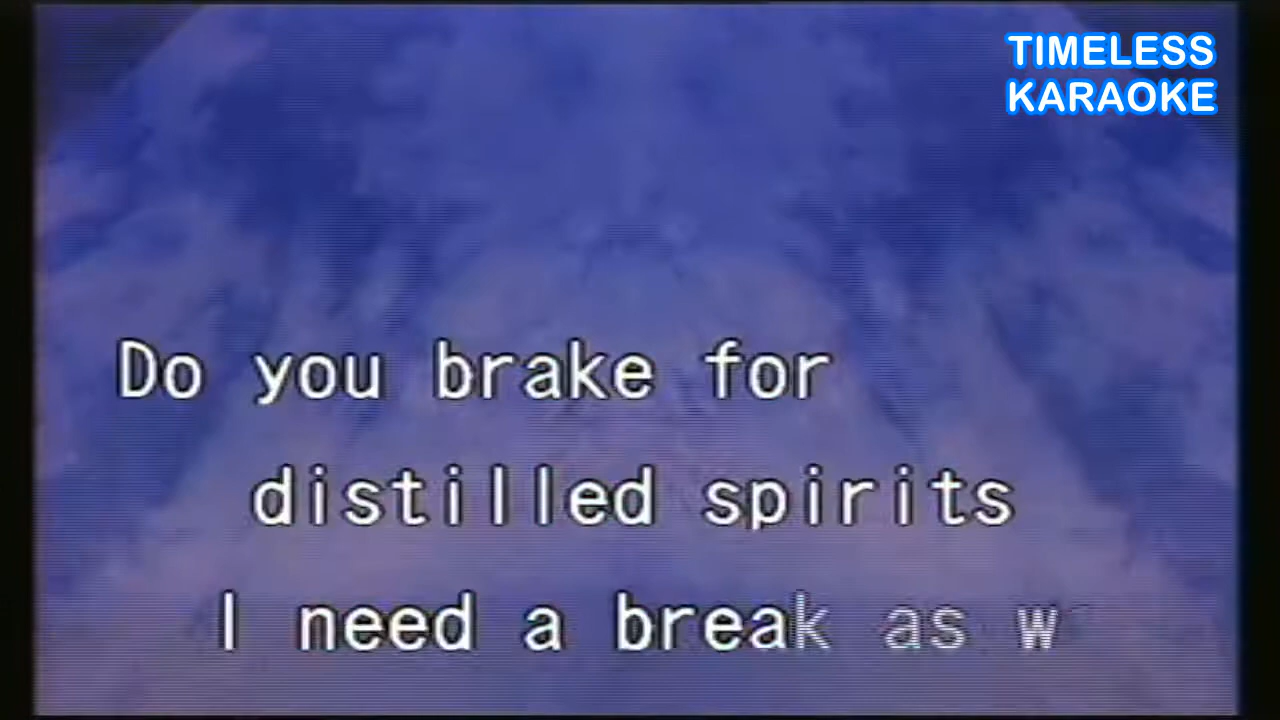 TIMELESS
KARAOKE
Do you brake for
distilled spirits
I need a break as w